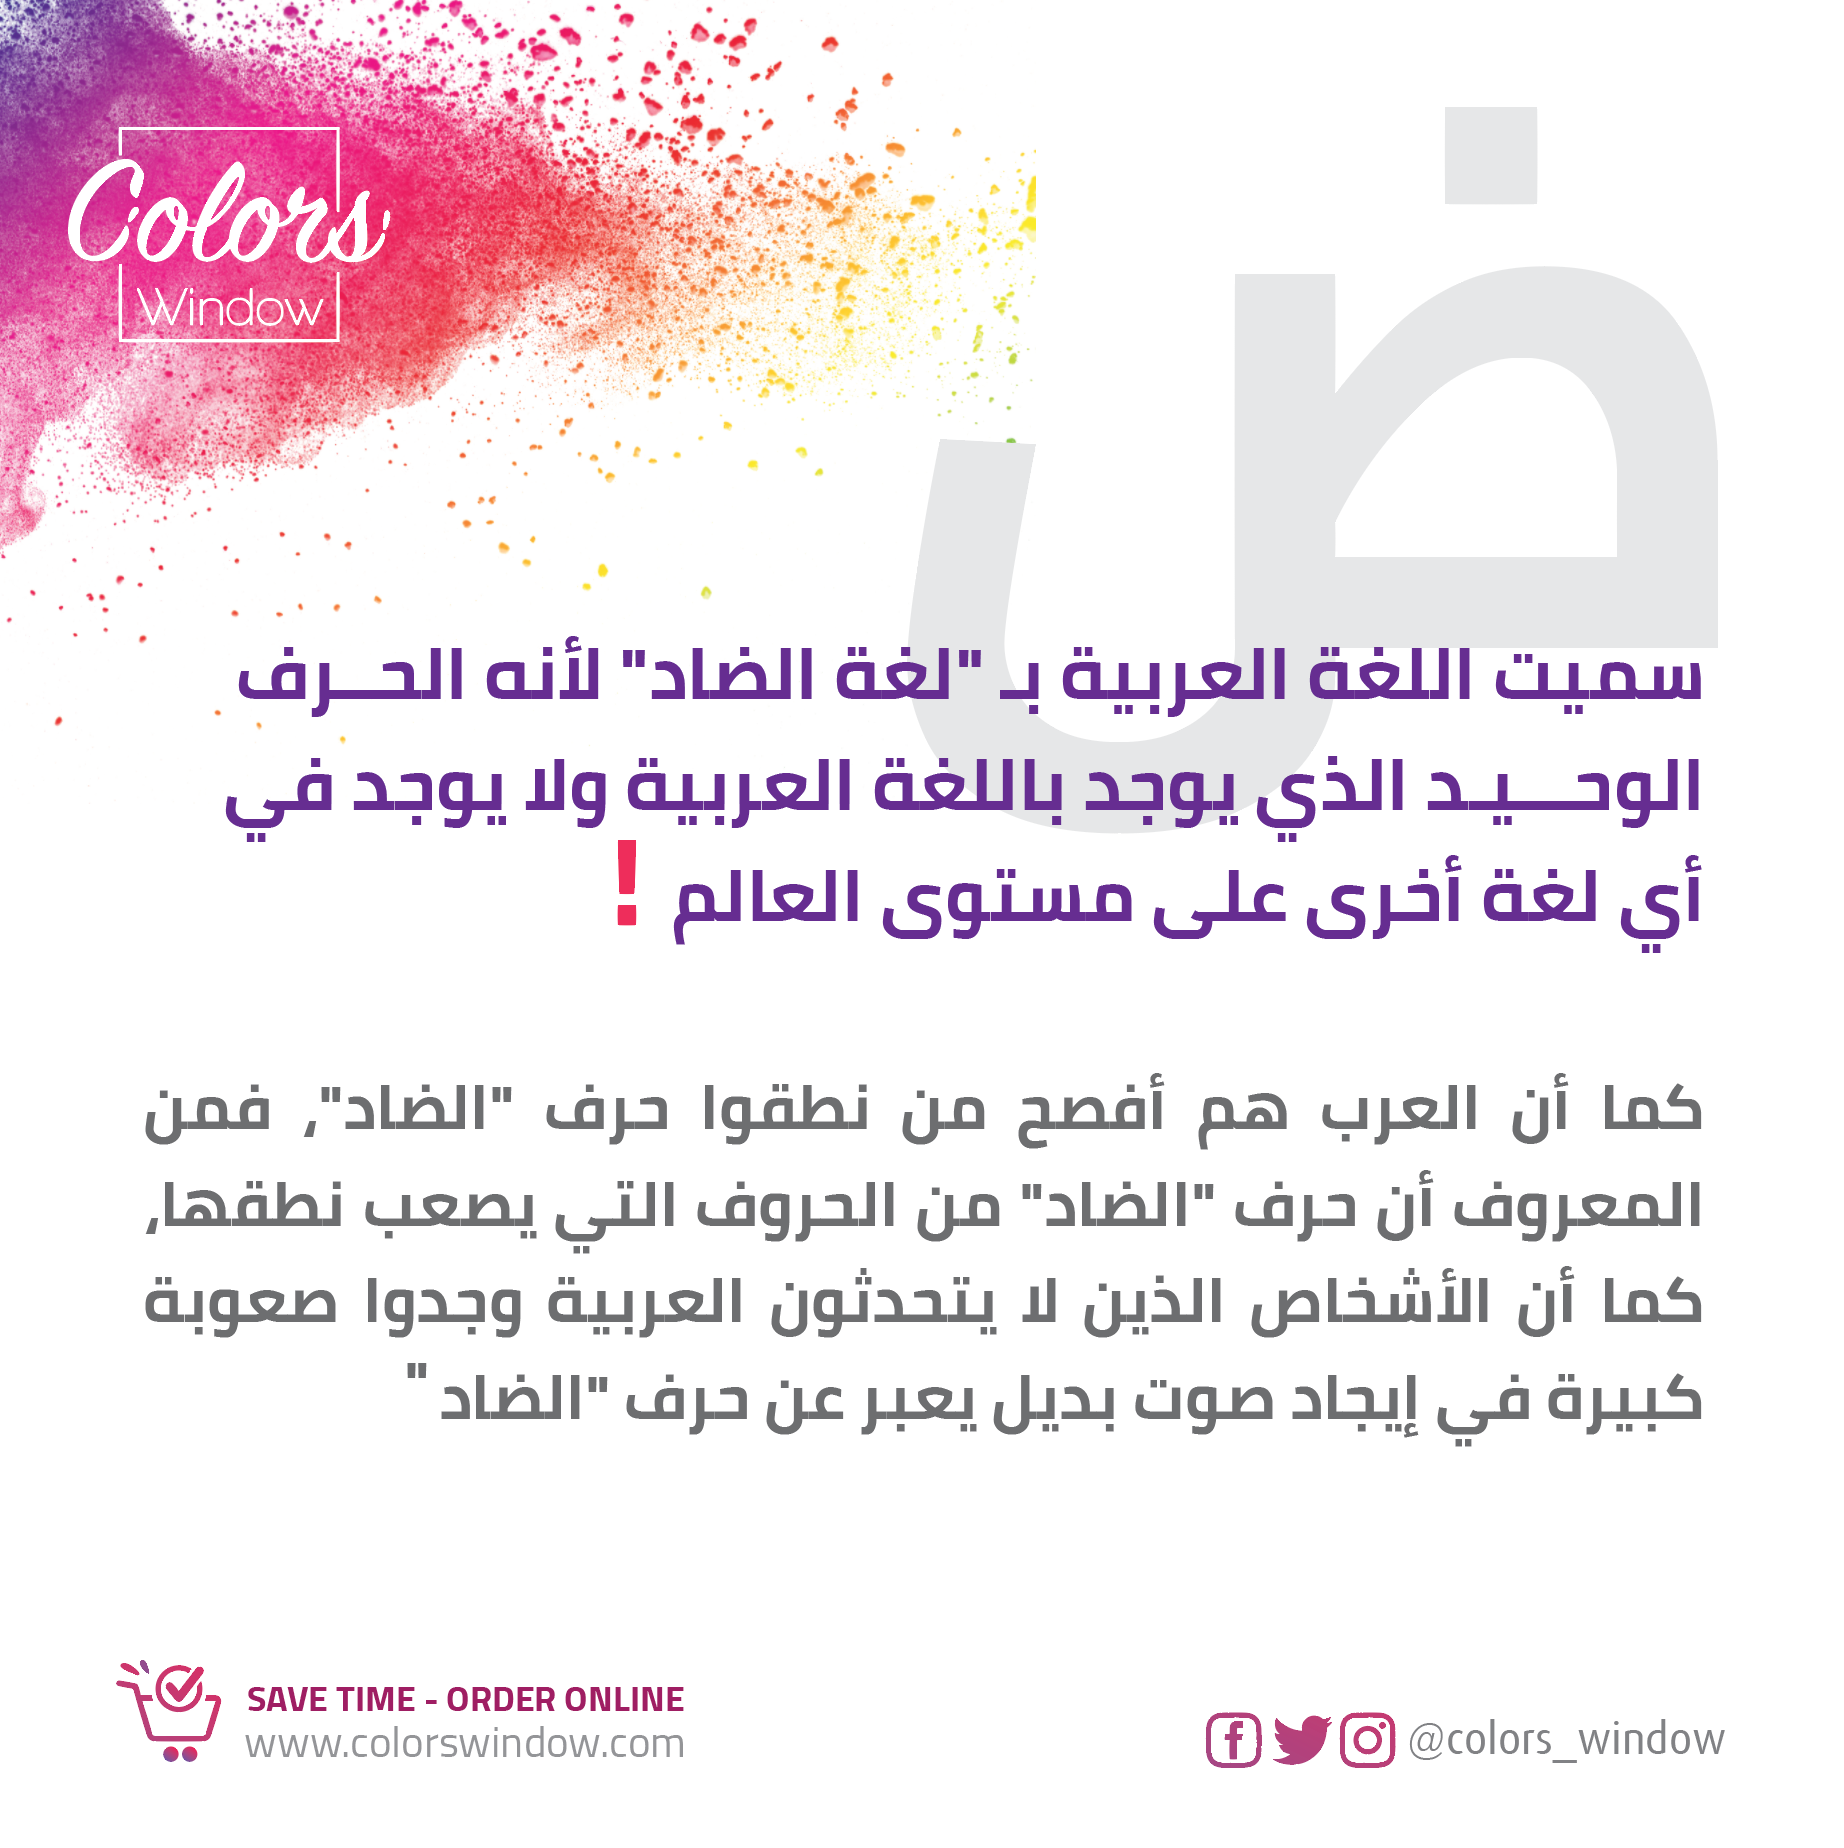 Colors
Window
ض
سميت اللغة العربية بـ "لغة الضاد" لأنه الحـــرف
الوحــــيــد الذي يوجد باللغة العربية ولا يوجد في
أي لغة أخرى على مستوى العالم !
كما أن العرب هم أفصح من نطقوا حرف "الضاد"، فمن
المعروف أن حرف "الضاد" من الحروف التي يصعب نطقها،
كما أن الأشخاص الذين لا يتحدثون العربية وجدوا صعوبة
كبيرة في إيجاد صوت بديل يعبر عن حرف "الضاد"
SAVE TIME - ORDER ONLINE
www.colorswindow.com
@colors_window